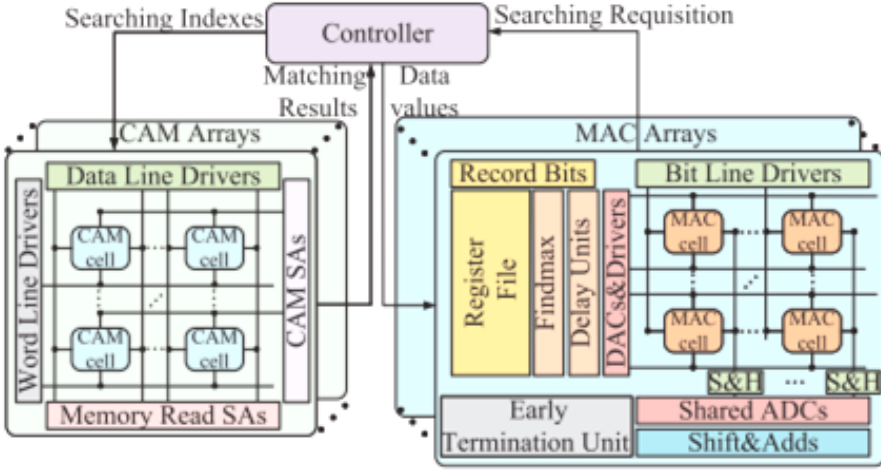 Searching Indexes
Controller
Searching Requisition
Matching
Results
Data
values
CAM Arrays
Data Line Drivers
Word Line Drivers
CAM
cell
CAM
cell
CAM
cell
CAM
cell
CAM SAs
Memory Read SAs
MAC Arrays
Record Bits
Bit Line Drivers
Register
File
Findmax
Delay Units
DACs&Drivers
MAC
cell
MAC
cell
MAC
cell
MAC
cell
S&H
...
S&H
Early
Termination Unit
Shared ADCs
Shift&Adds